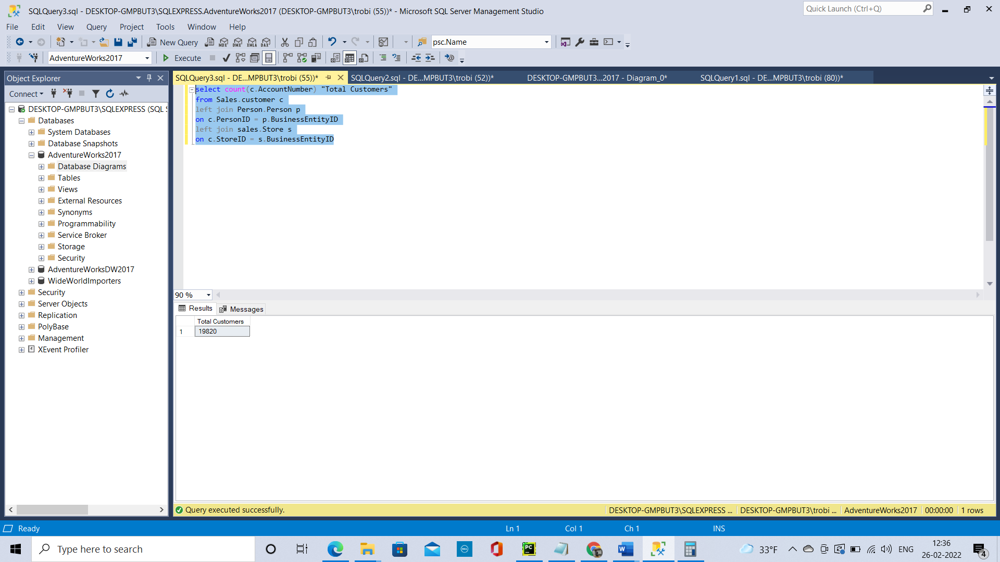 SQLQuery3.sql - DESKTOP-GMPBUT3\SQLEXPRESS.AdventureWorks2017 (DESKTOP-GMPBUT3\trobi (55))* - Microsoft SQL Server Management Studio
Quick Launch (Ctrl+Q)
File Edit View Query Project Tools Window Help
New Query
MDX DMX XMLA DAX
psc.Name
AdventureWorks2017
Execute
Object Explorer
SQLQuery3.sql - DE...MPBUT3\trobi (55))*
SQLQuery2.sql - DE...MPBUT3\trobi (52))*
DESKTOP-GMPBUT3...2017 - Diagram_0*
SQLQuery1.sql - DE...MPBUT3\trobi (80))*
Connect
DESKTOP-GMPBUT3\SQLEXPRESS (SQL S
Databases
System Databases
Database Snapshots
AdventureWorks2017
Database Diagrams
Tables
Views
External Resources
Synonyms
Programmability
Service Broker
Storage
Security
AdventureWorksDW2017
WideWorldImporters
Security
Server Objects
Replication
PolyBase
Management
XEvent Profiler
select count(c.AccountNumber) "Total Customers"
from Sales.customer c
left join Person.Person p
on c.PersonID = p.BusinessEntityID
left join sales.Store s
on c.StoreID = s.BusinessEntityID
90 %
Results
Messages
Total Customers
1 19820
Query executed successfully.
DESKTOP-GMPBUT3\SQLEXPRESS ...
DESKTOP-GMPBUT3\trobi ...
AdventureWorks2017
00:00:00
1 rows
Ready
Ln 1
Col 1
Ch 1
INS
Type here to search
DELL
PC
W
33°F
ENG
12:36
26-02-2022
4